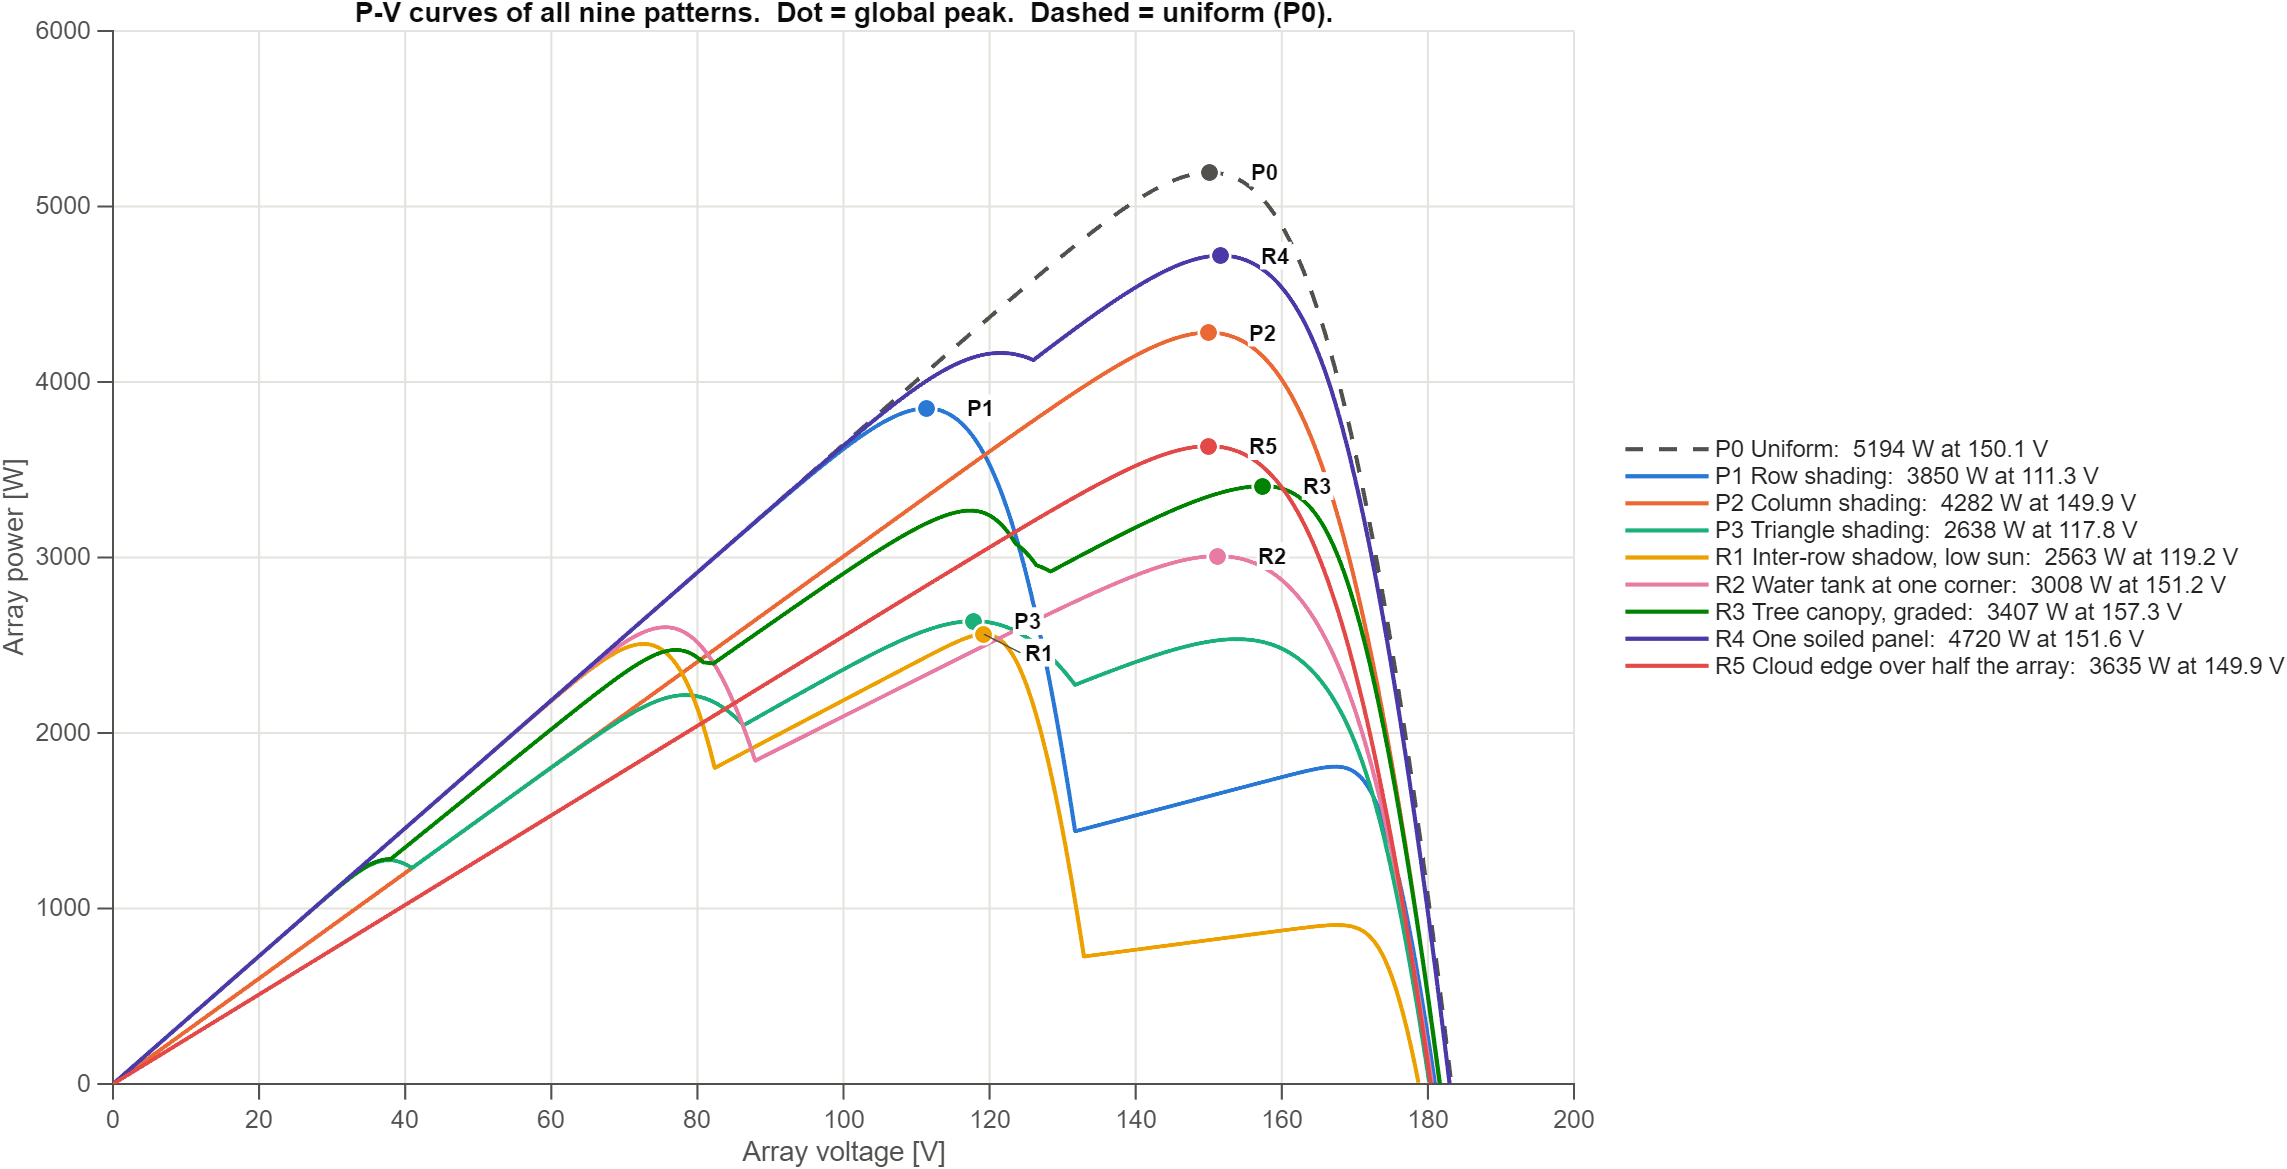 P-V curves of all nine patterns.  Dot = global peak.  Dashed = uniform (P0).
6000
5000
4000
3000
2000
1000
0
Array power [W]
0 20 40 60 80 100 120 140 160 180 200
Array voltage [V]
P0
R4
P2
P1
R5
R3
R2
P3
R1
P0 Uniform:  5194 W at 150.1 V
P1 Row shading:  3850 W at 111.3 V
P2 Column shading:  4282 W at 149.9 V
P3 Triangle shading:  2638 W at 117.8 V
R1 Inter-row shadow, low sun:  2563 W at 119.2 V
R2 Water tank at one corner:  3008 W at 151.2 V
R3 Tree canopy, graded:  3407 W at 157.3 V
R4 One soiled panel:  4720 W at 151.6 V
R5 Cloud edge over half the array:  3635 W at 149.9 V